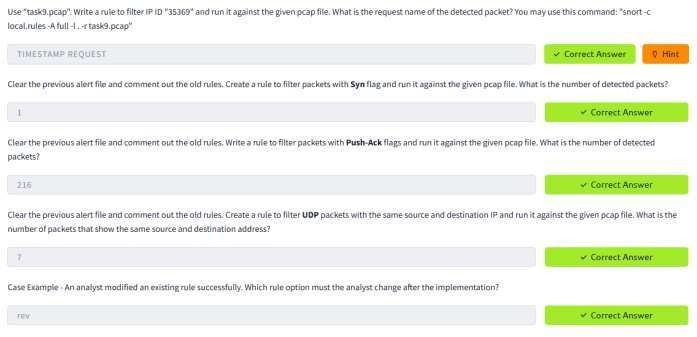 Use "task9.pcap". Write a rule to filter IP ID "35369" and run it against the given pcap file. What is the request name of the detected packet? You may use this command: "snort -c
local.rules -A full -l . -r task9.pcap"
TIMESTAMP REQUEST
Correct Answer
Hint
Clear the previous alert file and comment out the old rules. Create a rule to filter packets with Syn flag and run it against the given pcap file. What is the number of detected packets?
1
Correct Answer
Clear the previous alert file and comment out the old rules. Write a rule to filter packets with Push-Ack flags and run it against the given pcap file. What is the number of detected
packets?
216
Correct Answer
Clear the previous alert file and comment out the old rules. Create a rule to filter UDP packets with the same source and destination IP and run it against the given pcap file. What is the
number of packets that show the same source and destination address?
7
Correct Answer
Case Example - An analyst modified an existing rule successfully. Which rule option must the analyst change after the implementation?
rev
Correct Answer